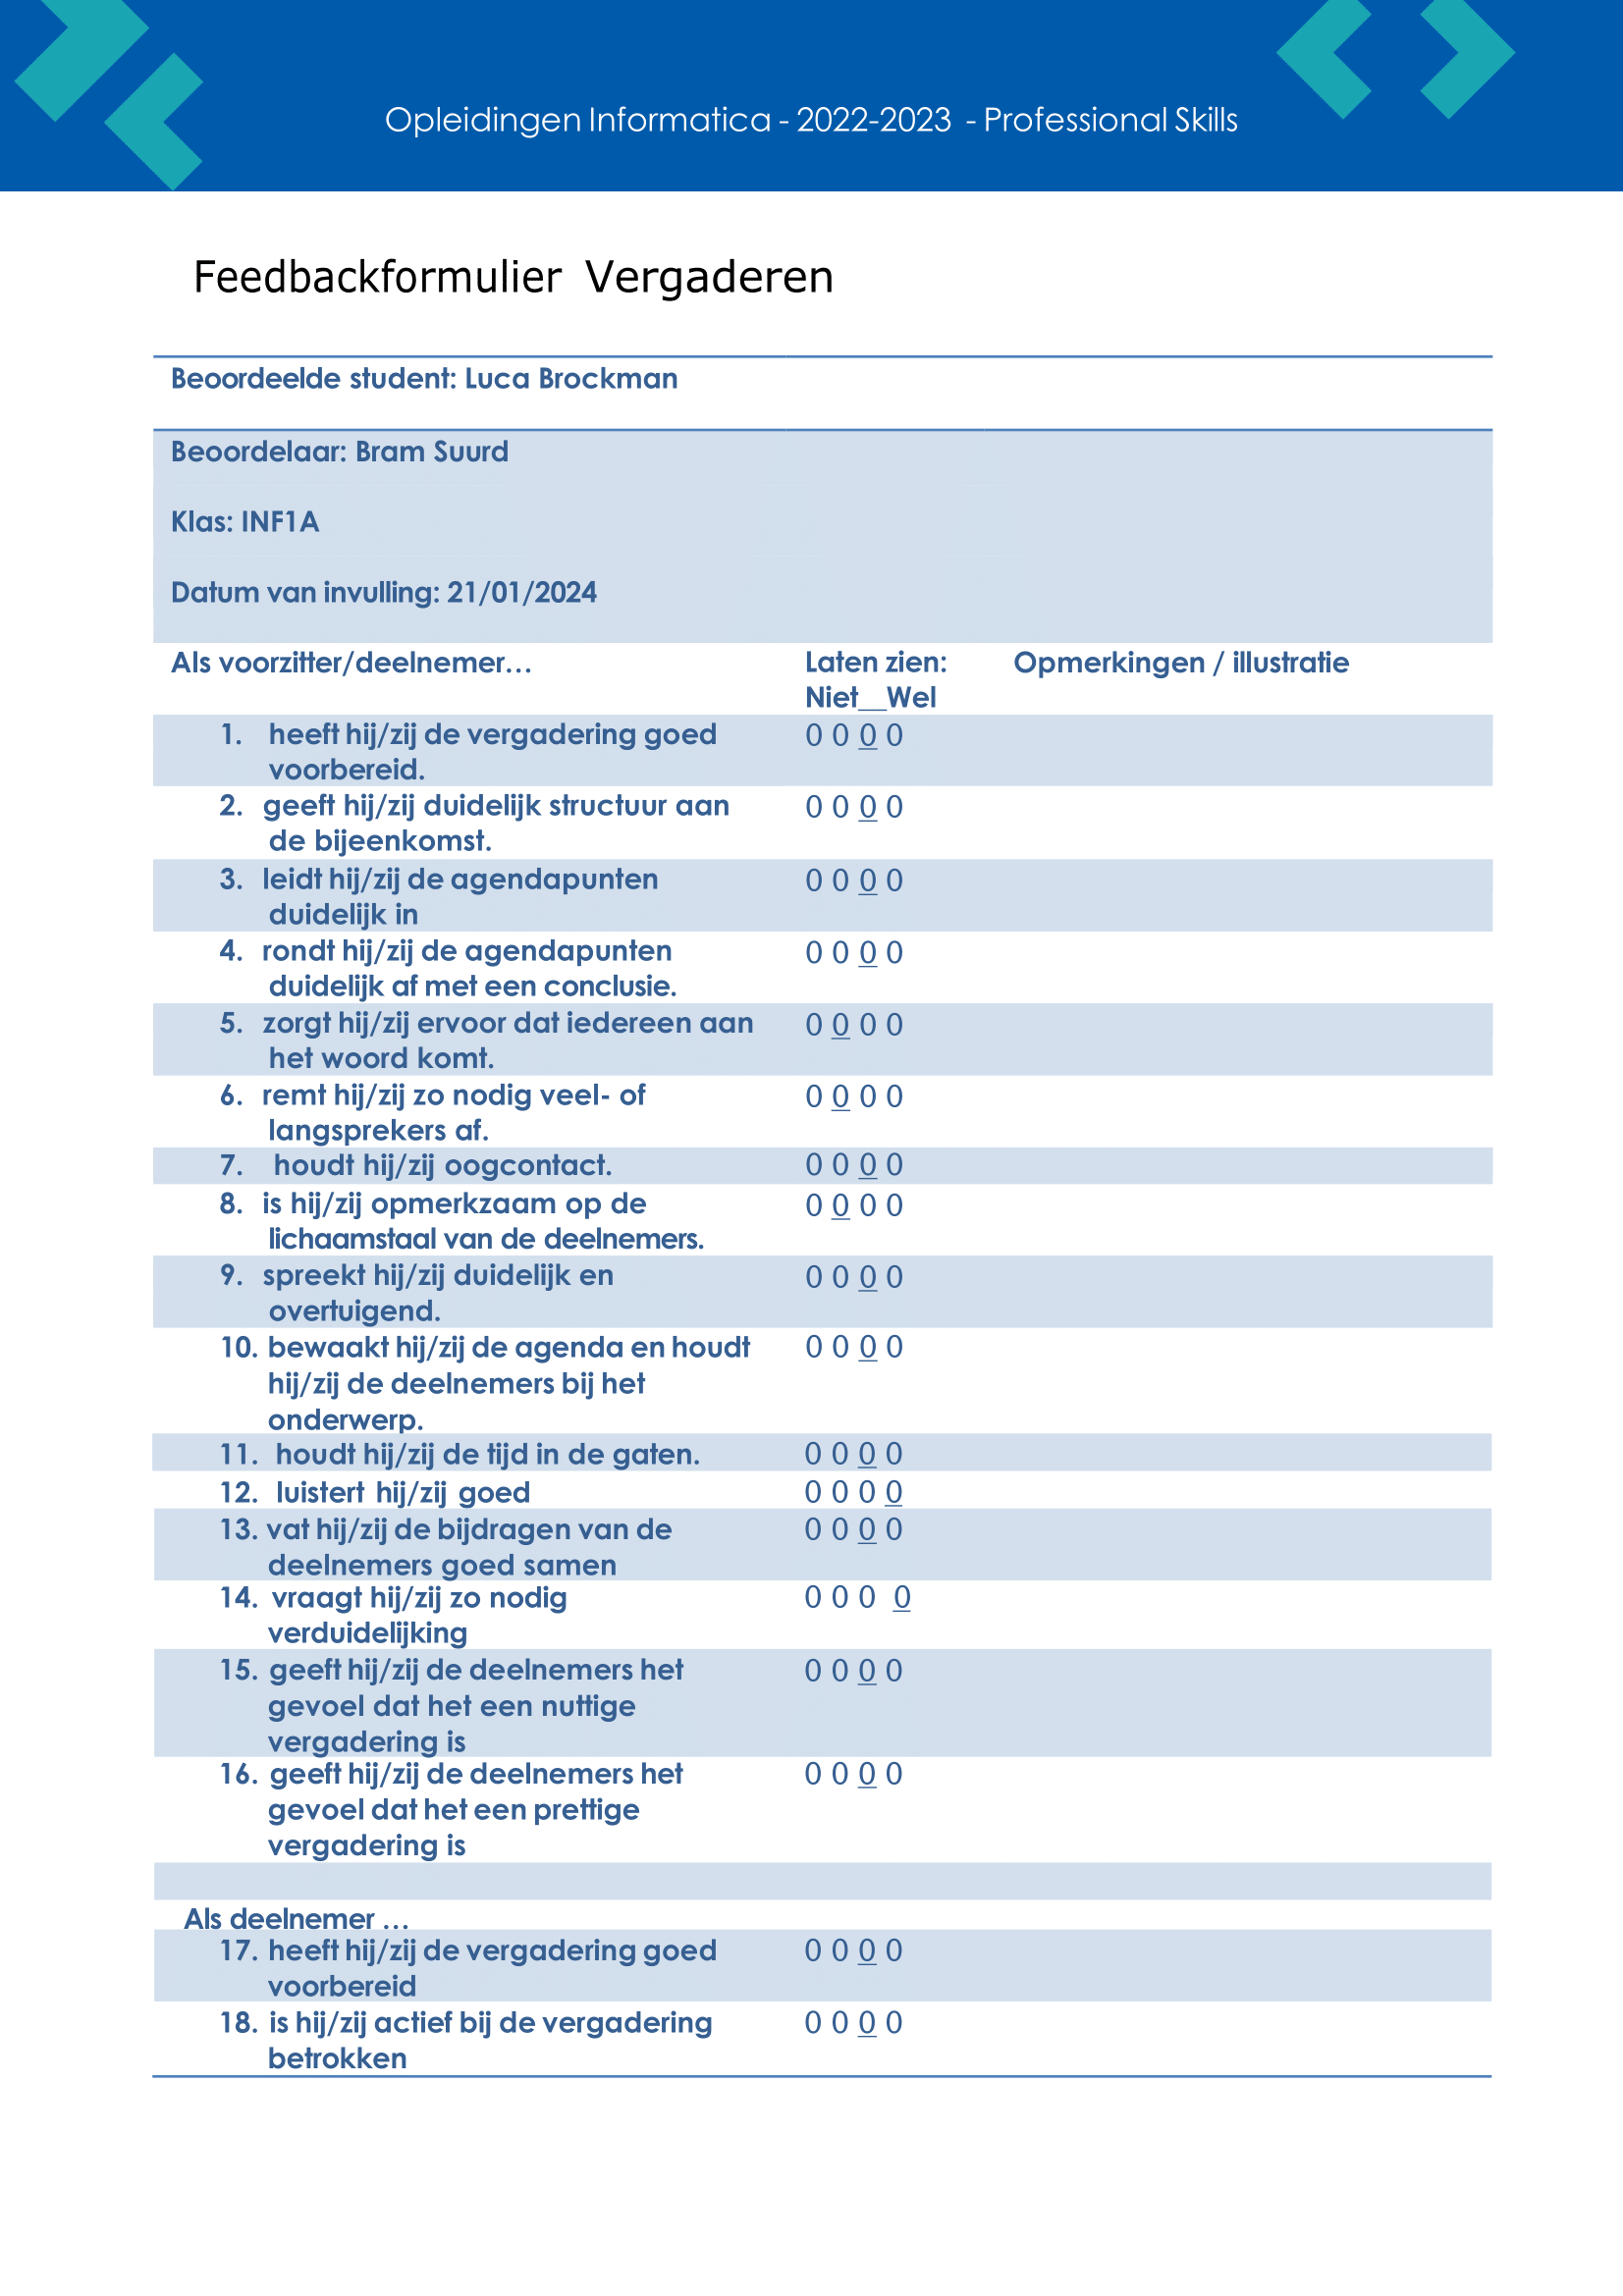 Opleidingen Informatica - 2022-2023 - Professional Skills
Feedbackformulier Vergaderen
Beoordeelde student: Luca Brockman
Beoordelaar: Bram Suurd
Klas: INF1A
Datum van invulling: 21/01/2024
Als voorzitter/deelnemer... Laten zien: Opmerkingen / illustratie
Niet__Wel
1. heeft hij/zij de vergadering goed 0 0 0 0
voorbereid.
2. geeft hij/zij duidelijk structuur aan 0 0 0 0
de bijeenkomst.
3. leidt hij/zij de agendapunten 0 0 0 0
duidelijk in
4. rondt hij/zij de agendapunten 0 0 0 0
duidelijk af met een conclusie.
5. zorgt hij/zij ervoor dat iedereen aan 0 0 0 0
het woord komt.
6. remt hij/zij zo nodig veel- of 0 0 0 0
langsprekers af.
7. houdt hij/zij oogcontact. 0 0 0 0
8. is hij/zij opmerkzaam op de 0 0 0 0
lichaamstaal van de deelnemers.
9. spreekt hij/zij duidelijk en 0 0 0 0
overtuigend.
10. bewaakt hij/zij de agenda en houdt 0 0 0 0
hij/zij de deelnemers bij het
onderwerp.
11. houdt hij/zij de tijd in de gaten. 0 0 0 0
12. luistert hij/zij goed 0 0 0 0
13. vat hij/zij de bijdragen van de 0 0 0 0
deelnemers goed samen
14. vraagt hij/zij zo nodig 0 0 0 0
verduidelijking
15. geeft hij/zij de deelnemers het 0 0 0 0
gevoel dat het een nuttige
vergadering is
16. geeft hij/zij de deelnemers het 0 0 0 0
gevoel dat het een prettige
vergadering is
Als deelnemer ...
17. heeft hij/zij de vergadering goed 0 0 0 0
voorbereid
18. is hij/zij actief bij de vergadering 0 0 0 0
betrokken